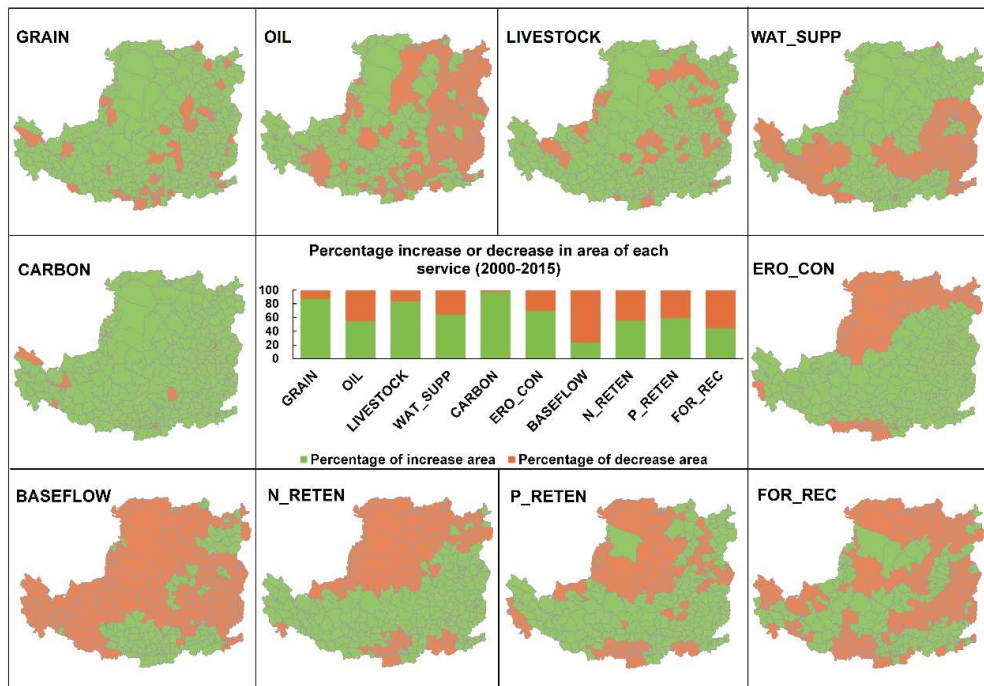 GRAIN
OIL
LIVESTOCK
WAT_SUPP
CARBON
Percentage increase or decrease in area of each
service (2000-2015)
100
80
60
40
20
0
GRAIN
OIL
LIVESTOCK
WAT_SUPP
CARBON
ERO_CON
BASEFLOW
N_RETEN
P_RETEN
FOR_REC
Percentage of increase area
Percentage of decrease area
ERO_CON
BASEFLOW
N_RETEN
P_RETEN
FOR_REC